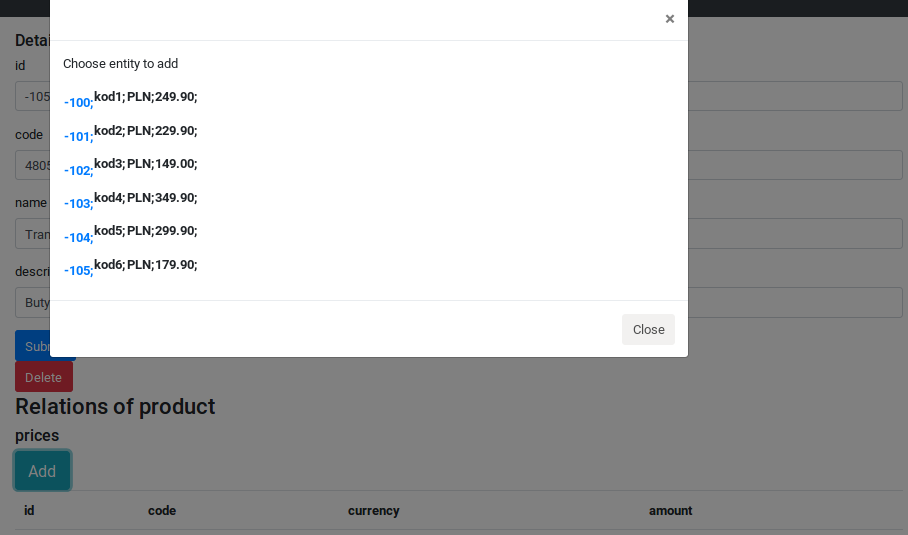 ×
Detai
Choose entity to add
id
-105
-100; kod1; PLN; 249.90;
code
-101; kod2; PLN; 229.90;
4805
-102; kod3; PLN; 149.00;
name
-103; kod4; PLN; 349.90;
Tran
-104; kod5; PLN; 299.90;
descri
-105; kod6; PLN; 179.90;
Buty
Close
Subm
Delete
Relations of product
prices
Add
id code currency amount